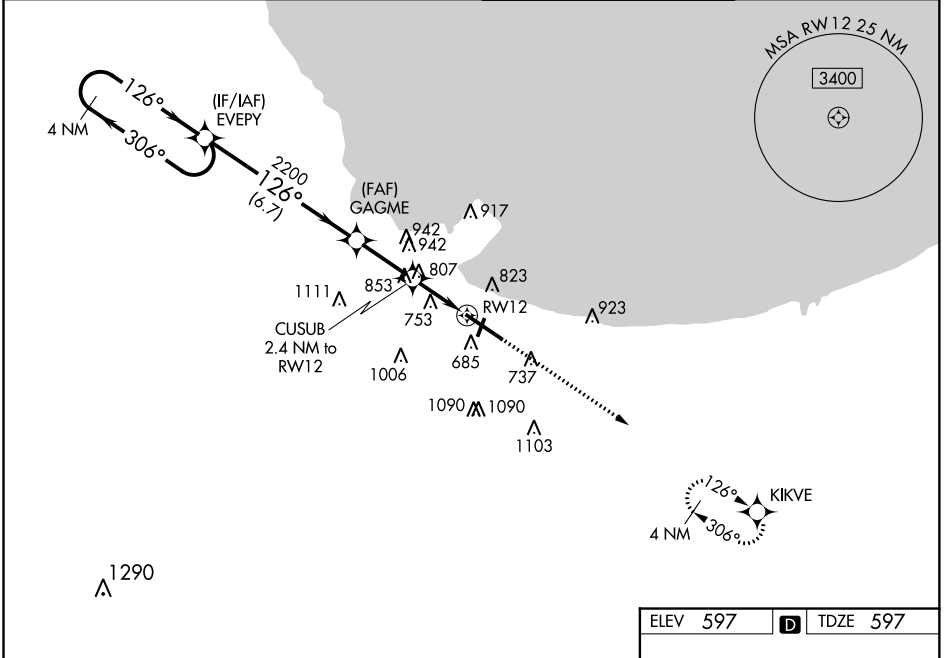 MSA RW12 25 NM
3400
126°
4 NM
306°
(IF/IAF)
EVEPY
2200
126°
(6.7)
(FAF)
GAGME
917
942
942
807
853
823
1111
753
RW12
923
CUSUB
2.4 NM to
RW12
1006
685
737
1090
1090
1103
126°
KIKVE
4 NM
306°
1290
ELEV 597 D TDZE 597